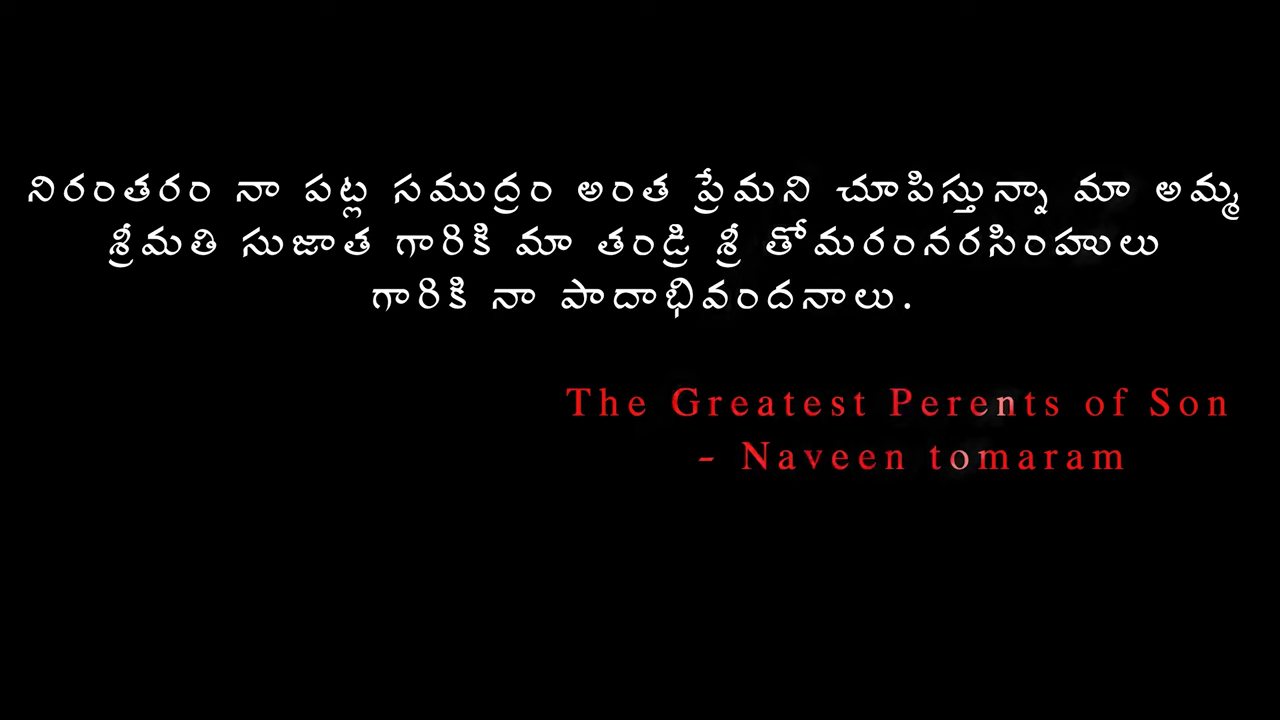 నిరంతరం నా పట్ల సముద్రం అంత ప్రేమని చూపిస్తున్నా మా అమ్మ
శ్రీమతి సుజాత గారికి మా తండ్రి శ్రీ తోమరంనరసింహులు
గారికి నా పాదాభివందనాలు.
The Greatest Perents of Son
- Naveen tomaram